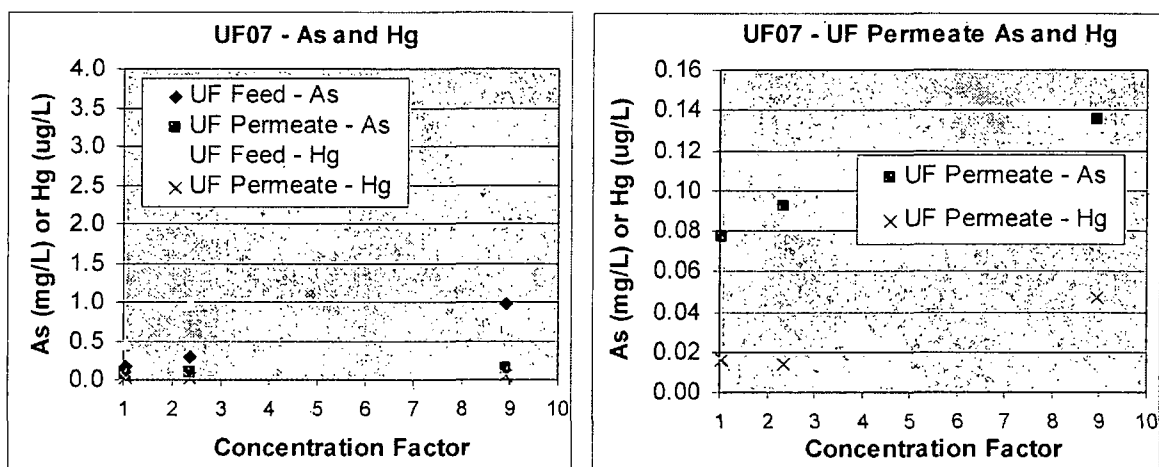 UF07 - As and Hg
As (mg/L) or Hg (ug/L)
4.0
3.5
3.0
2.5
2.0
1.5
1.0
0.5
0.0
UF Feed - As
UF Permeate - As
UF Feed - Hg
UF Permeate - Hg
1 2 3 4 5 6 7 8 9 10
Concentration Factor
UF07 - UF Permeate As and Hg
As (mg/L) or Hg (ug/L)
0.16
0.14
0.12
0.10
0.08
0.06
0.04
0.02
0.00
UF Permeate - As
UF Permeate - Hg
1 2 3 4 5 6 7 8 9 10
Concentration Factor